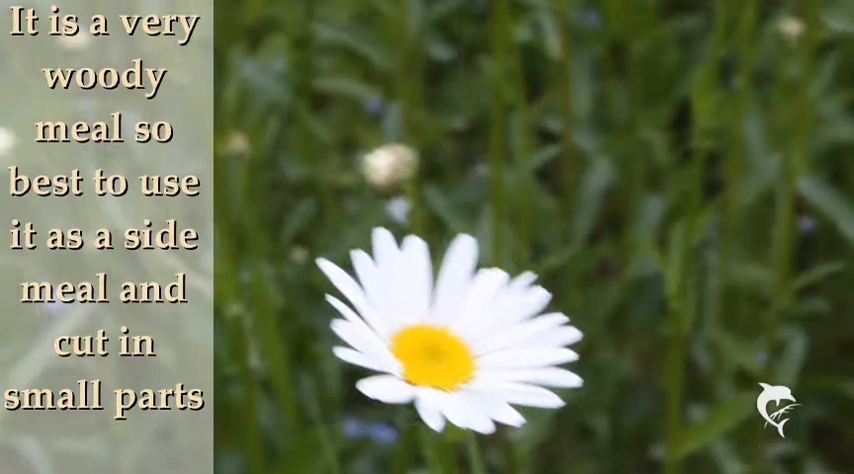 It is a very
woody
meal so
best to use
it as a side
meal and
cut in
small parts